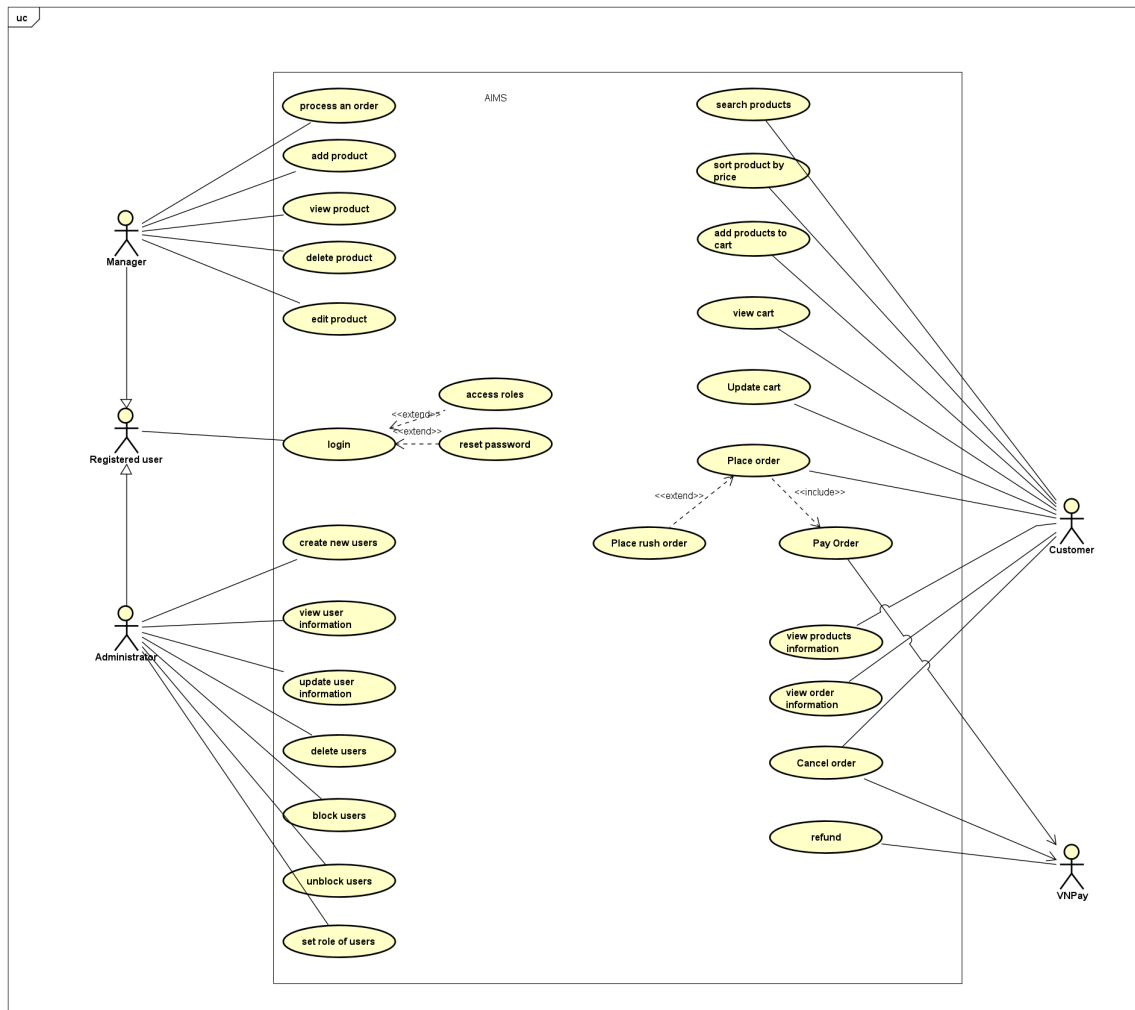 uc
AIMS
process an order
add product
view product
delete product
edit product
Manager
Registered user
Administrator
login
access roles
<<extend>>
<<extend>>
reset password
create new users
view user
information
update user
information
delete users
block users
unblock users
set role of users
search products
sort product by
price
add products to
cart
view cart
Update cart
Place order
<<extend>>
<<include>>
Place rush order
Pay Order
Customer
view products
information
view order
information
Cancel order
refund
VNPay